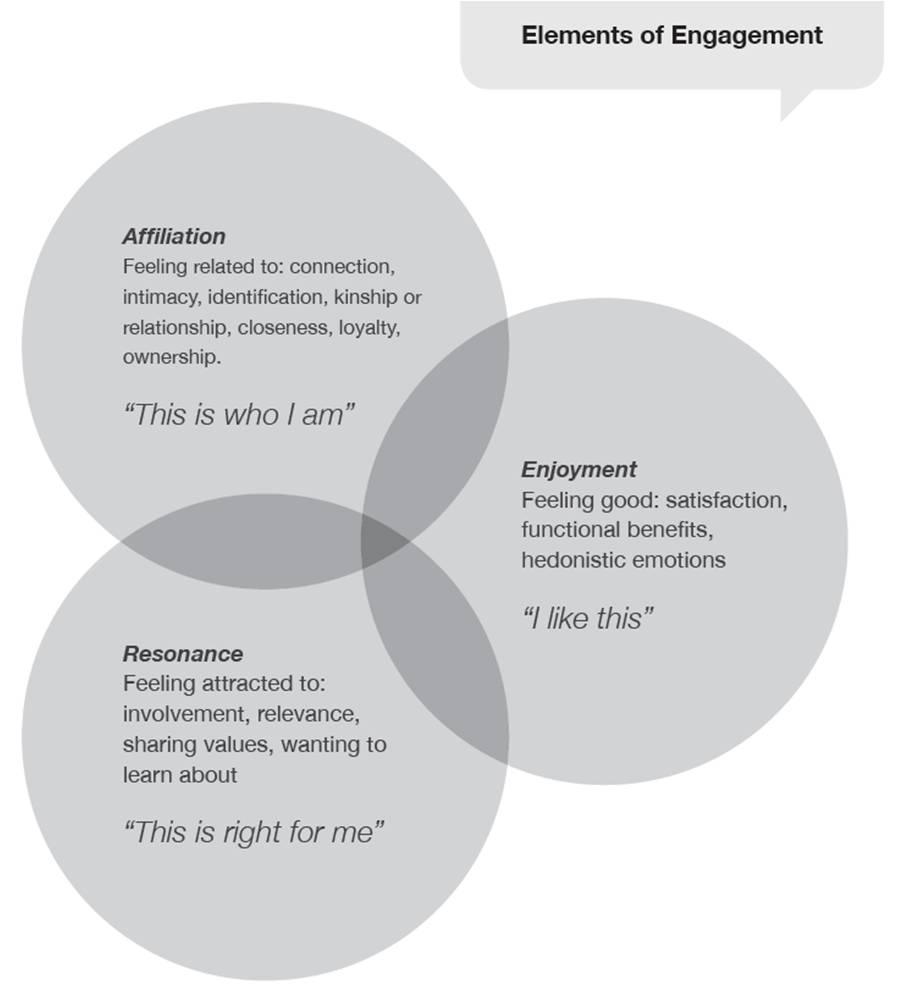 Elements of Engagement
Affiliation
Feeling related to: connection,
intimacy, identification, kinship or
relationship, closeness, loyalty,
ownership.
“This is who I am”
Enjoyment
Feeling good: satisfaction,
functional benefits,
hedonistic emotions
“I like this”
Resonance
Feeling attracted to:
involvement, relevance,
sharing values, wanting to
learn about
“This is right for me”